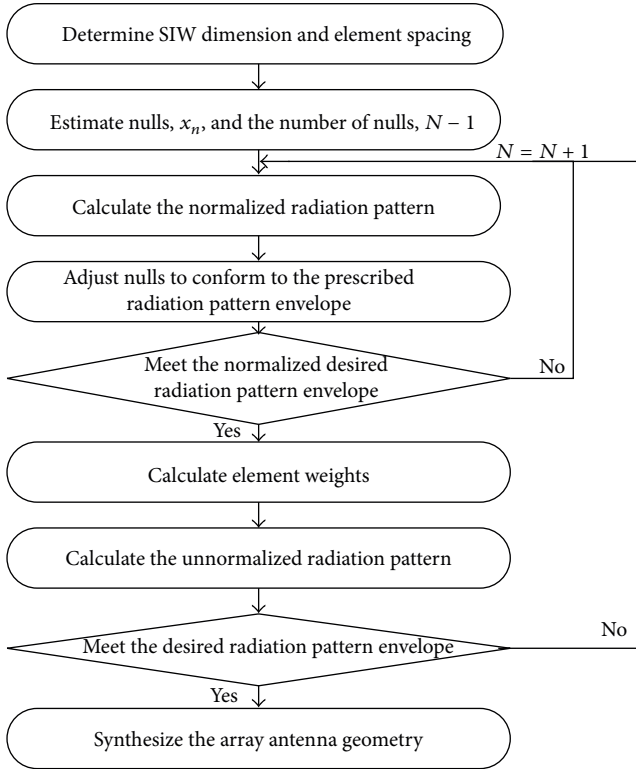 Determine SIW dimension and element spacing
Estimate nulls, xₙ, and the number of nulls, N − 1
N = N + 1
Calculate the normalized radiation pattern
Adjust nulls to conform to the prescribed
radiation pattern envelope
Meet the normalized desired
radiation pattern envelope
No
Yes
Calculate element weights
Calculate the unnormalized radiation pattern
Meet the desired radiation pattern envelope
No
Yes
Synthesize the array antenna geometry